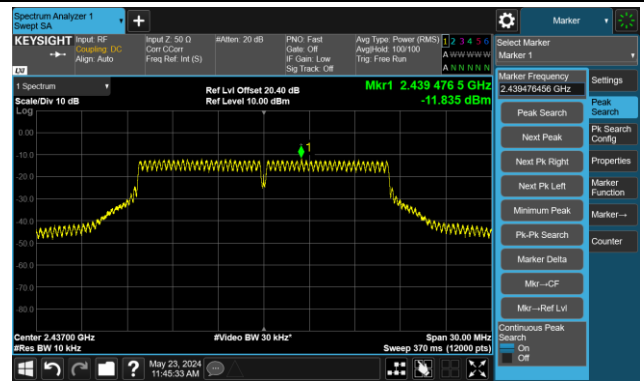 Spectrum Analyzer 1
Swept SA
Marker
KEYSIGHT
Input: RF
Coupling: DC
Align: Auto
Input Z: 50 Ω
Corr CCorr
Freq Ref: Int (S)
#Atten: 20 dB
PNO: Fast
Gate: Off
IF Gain: Low
Sig Track: Off
Avg Type: Power (RMS)
Avg|Hold: 100/100
Trig: Free Run
1 2 3 4 5 6
A W W W W W
A N N N N N
LXI
Select Marker
Marker 1
1 Spectrum
Scale/Div 10 dB
Log
Ref Lvl Offset 20.40 dB
Ref Level 10.00 dBm
Mkr1 2.439 476 5 GHz
-11.835 dBm
1
0.00
-10.0
-20.0
-30.0
-40.0
-50.0
-60.0
-70.0
-80.0
Center 2.43700 GHz
#Res BW 10 kHz
#Video BW 30 kHz*
Span 30.00 MHz
Sweep 370 ms (12000 pts)
Marker Frequency
2.439476456 GHz
Peak Search
Next Peak
Next Pk Right
Next Pk Left
Minimum Peak
Pk-Pk Search
Marker Delta
Mkr→CF
Mkr→Ref Lvl
Continuous Peak
Search
On
Off
Settings
Peak
Search
Pk Search
Config
Properties
Marker
Function
Marker→
Counter
?
May 23, 2024
11:45:33 AM